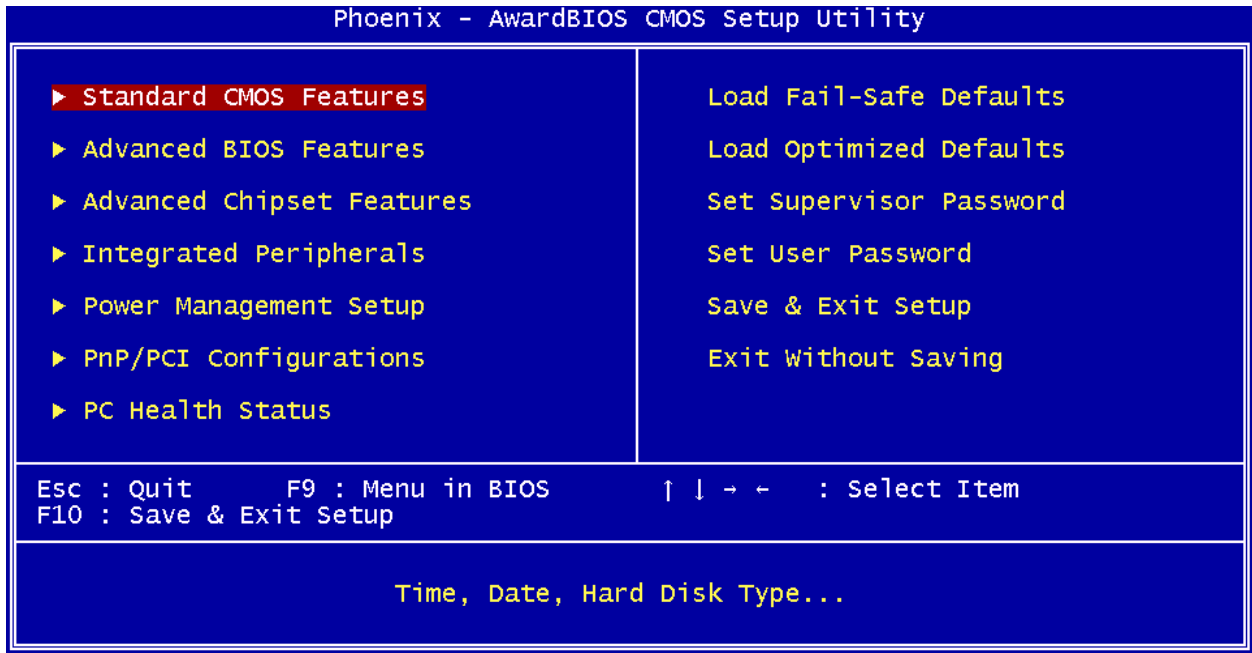 Phoenix - AwardBIOS CMOS Setup Utility
▶ Standard CMOS Features
▶ Advanced BIOS Features
▶ Advanced Chipset Features
▶ Integrated Peripherals
▶ Power Management Setup
▶ PnP/PCI Configurations
▶ PC Health Status
Load Fail-Safe Defaults
Load Optimized Defaults
Set Supervisor Password
Set User Password
Save & Exit Setup
Exit Without Saving
Esc : Quit F9 : Menu in BIOS ↑ ↓ → ← : Select Item
F10 : Save & Exit Setup
Time, Date, Hard Disk Type...